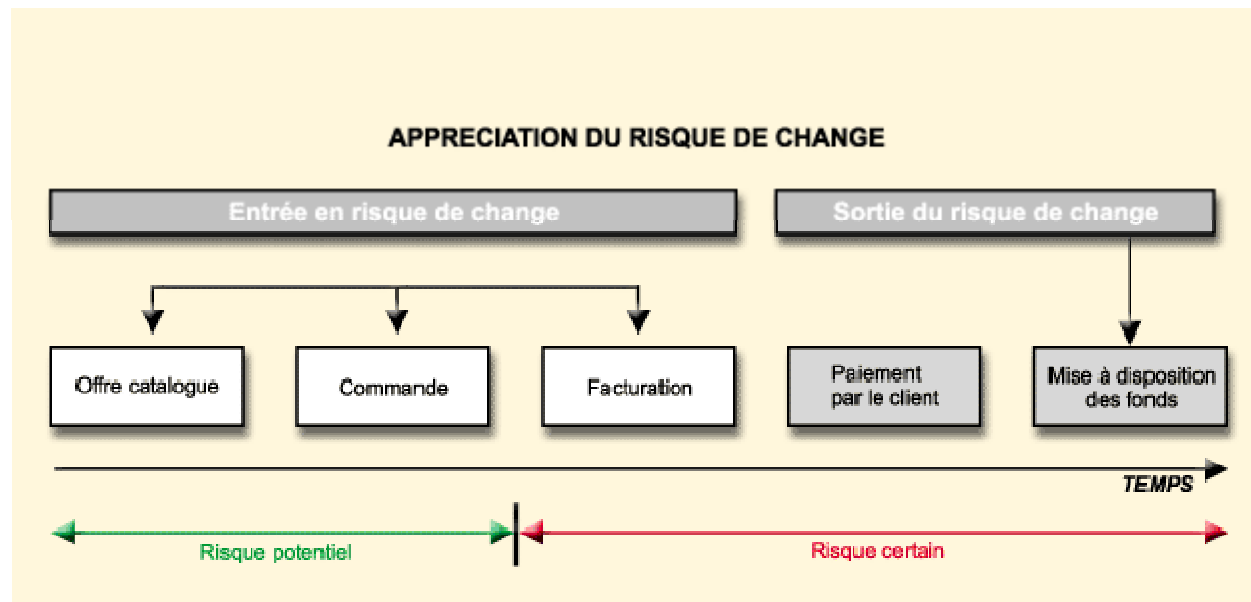 APPRECIATION DU RISQUE DE CHANGE
Entrée en risque de change
Sortie du risque de change
Offre catalogue
Commande
Facturation
Paiement
par le client
Mise à disposition
des fonds
TEMPS
Risque potentiel
Risque certain